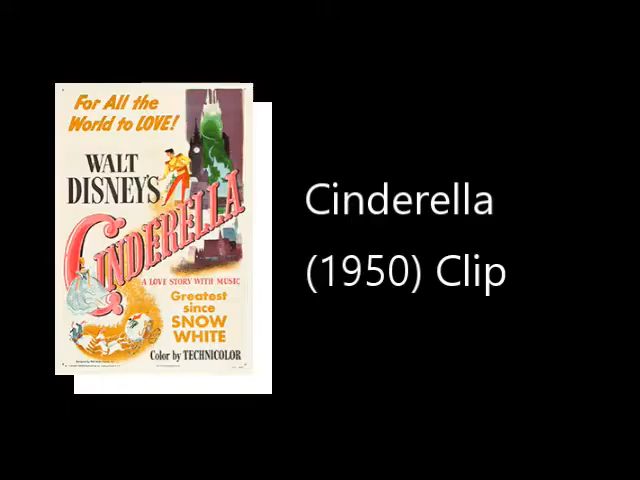 For All the
World to LOVE!
WALT
DISNEY'S
CINDERELLA
A LOVE STORY WITH MUSIC
Greatest
since
SNOW
WHITE
Color by TECHNICOLOR
Cinderella
(1950) Clip